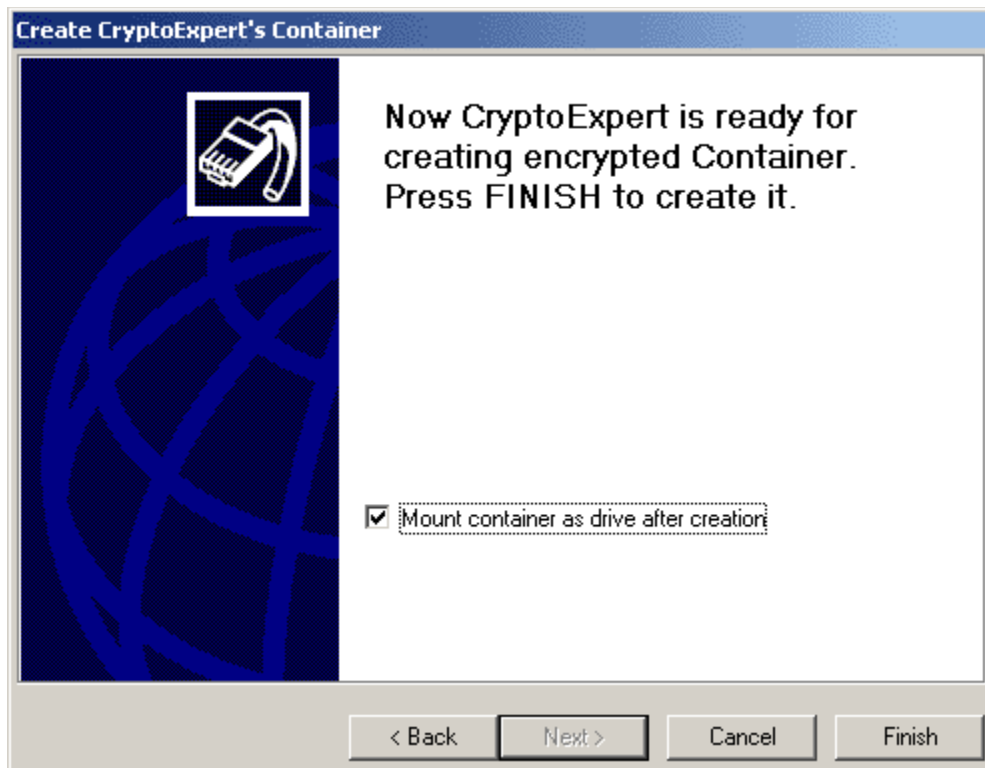 Create CryptoExpert's Container
Now CryptoExpert is ready for
creating encrypted Container.
Press FINISH to create it.
Mount container as drive after creation
< Back
Next >
Cancel
Finish